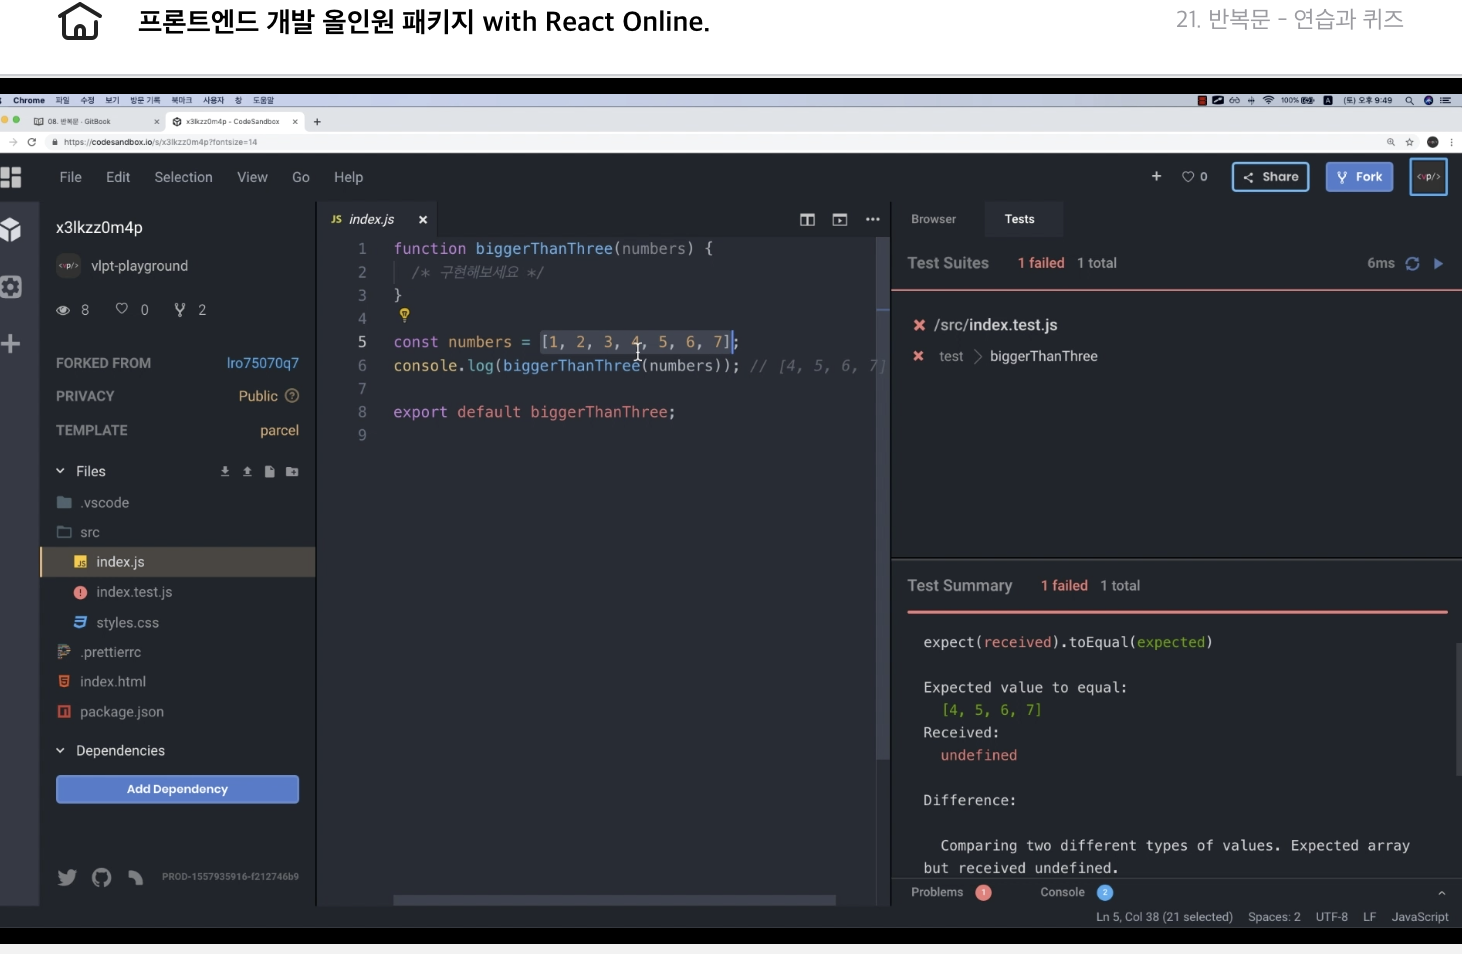 프론트엔드 개발 올인원 패키지 with React Online.
21. 반복문 - 연습과 퀴즈
Chrome 파일 수정 보기 방문 기록 북마크 사용자 창 도움말
100% (토) 오후 9:49
08. 반복문 · GitBook
x3lkzz0m4p - CodeSandbox
https://codesandbox.io/s/x3lkzz0m4p?fontsize=14
File Edit Selection View Go Help
0 Share Fork
x3lkzz0m4p
vlpt-playground
8 0 2
FORKED FROM lro75070q7
PRIVACY Public
TEMPLATE parcel
Files
.vscode
src
index.js
index.test.js
styles.css
.prettierrc
index.html
package.json
Dependencies
Add Dependency
PROD-1557935916-f212746b9
JS index.js
1 function biggerThanThree(numbers) {
2 /* 구현해보세요 */
3 }
4
5 const numbers = [1, 2, 3, 4, 5, 6, 7];
6 console.log(biggerThanThree(numbers)); // [4, 5, 6, 7]
7
8 export default biggerThanThree;
9
Browser Tests
Test Suites 1 failed 1 total 6ms
/src/index.test.js
test > biggerThanThree
Test Summary 1 failed 1 total
expect(received).toEqual(expected)
Expected value to equal:
[4, 5, 6, 7]
Received:
undefined
Difference:
Comparing two different types of values. Expected array
but received undefined.
Problems 1 Console 2
Ln 5, Col 38 (21 selected) Spaces: 2 UTF-8 LF JavaScript